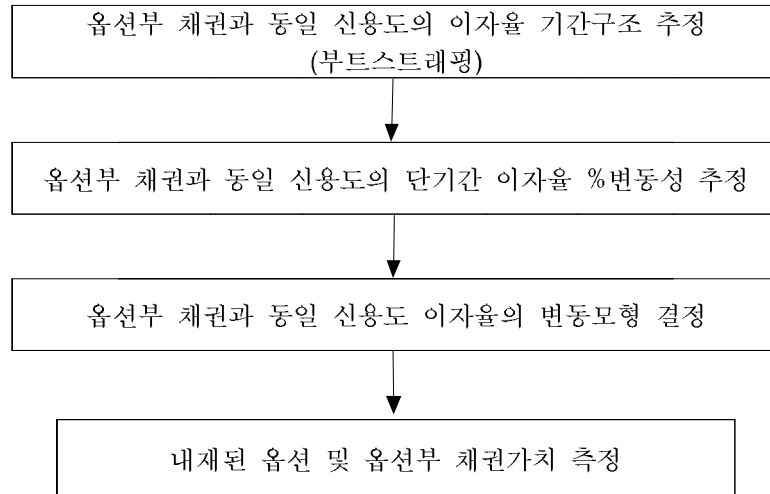 옵션부 채권과 동일 신용도의 이자율 기간구조 추정
(부트스트래핑)
옵션부 채권과 동일 신용도의 단기간 이자율 %변동성 추정
옵션부 채권과 동일 신용도 이자율의 변동모형 결정
내재된 옵션 및 옵션부 채권가치 측정